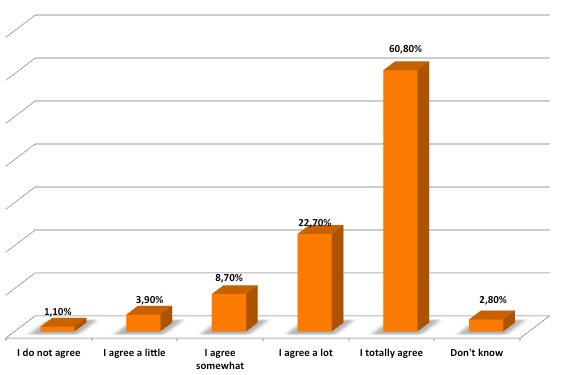 60,80%
22,70%
8,70%
3,90%
2,80%
1,10%
I do not agree
I agree a little
I agree
somewhat
I agree a lot
I totally agree
Don't know